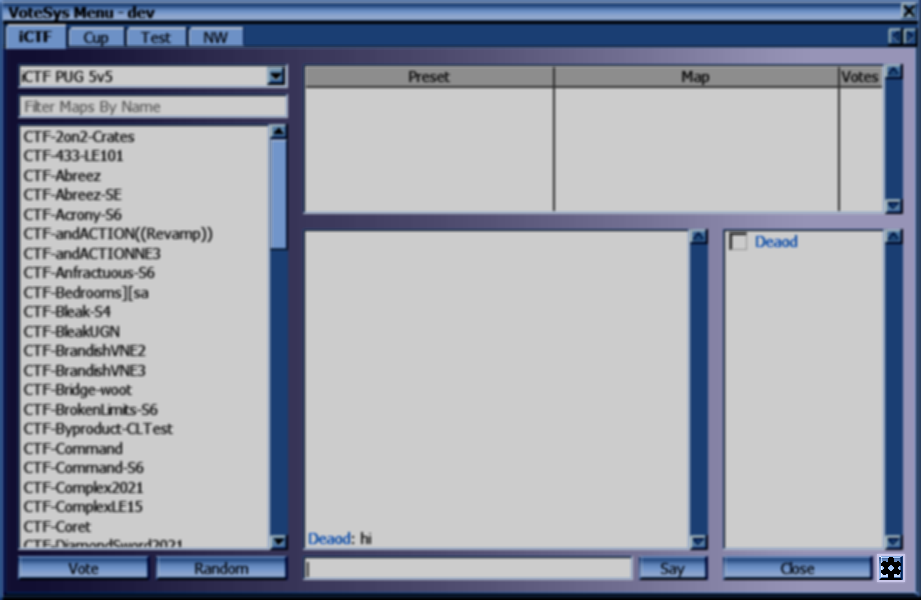 VoteSys Menu - dev
iCTF Cup Test NW
iCTF PUG 5v5
Filter Maps By Name
CTF-2on2-Crates
CTF-433-LE101
CTF-Abreez
CTF-Abreez-SE
CTF-Acrony-S6
CTF-andACTION((Revamp))
CTF-andACTIONNE3
CTF-Anfractuous-S6
CTF-Bedrooms][sa
CTF-Bleak-S4
CTF-BleakUGN
CTF-BrandishVNE2
CTF-BrandishVNE3
CTF-Bridge-woot
CTF-BrokenLimits-S6
CTF-Byproduct-CLTest
CTF-Command
CTF-Command-S6
CTF-Complex2021
CTF-ComplexLE15
CTF-Coret
CTF-DiamondSword2021
Vote Random
Preset Map Votes
Deaod: hi
Say
Deaod
Close